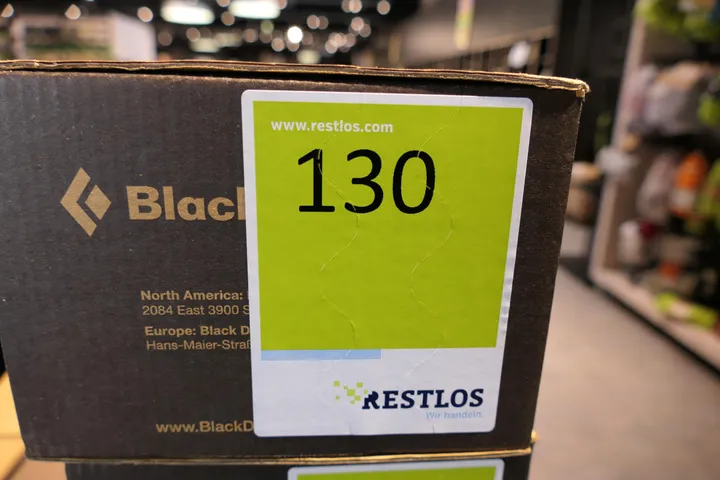 www.restlos.com
130
Black
North America:
2084 East 3900 S
Europe: Black D
Hans-Maier-Straß
RESTLOS
Wir handeln.
www.BlackD